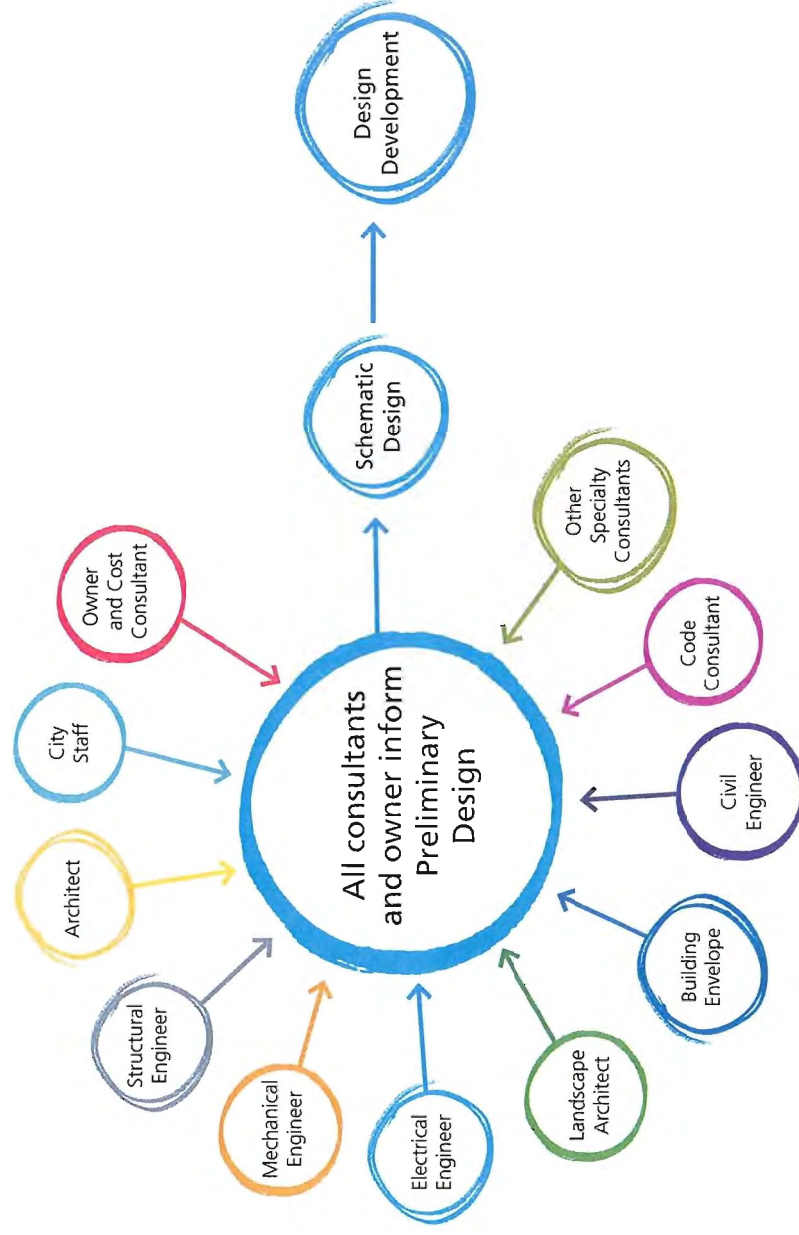 All consultants
and owner inform
Preliminary
Design
Owner
and Cost
Consultant
City
Staff
Architect
Structural
Engineer
Mechanical
Engineer
Electrical
Engineer
Landscape
Architect
Building
Envelope
Civil
Engineer
Code
Consultant
Other
Specialty
Consultants
Schematic
Design
Design
Development